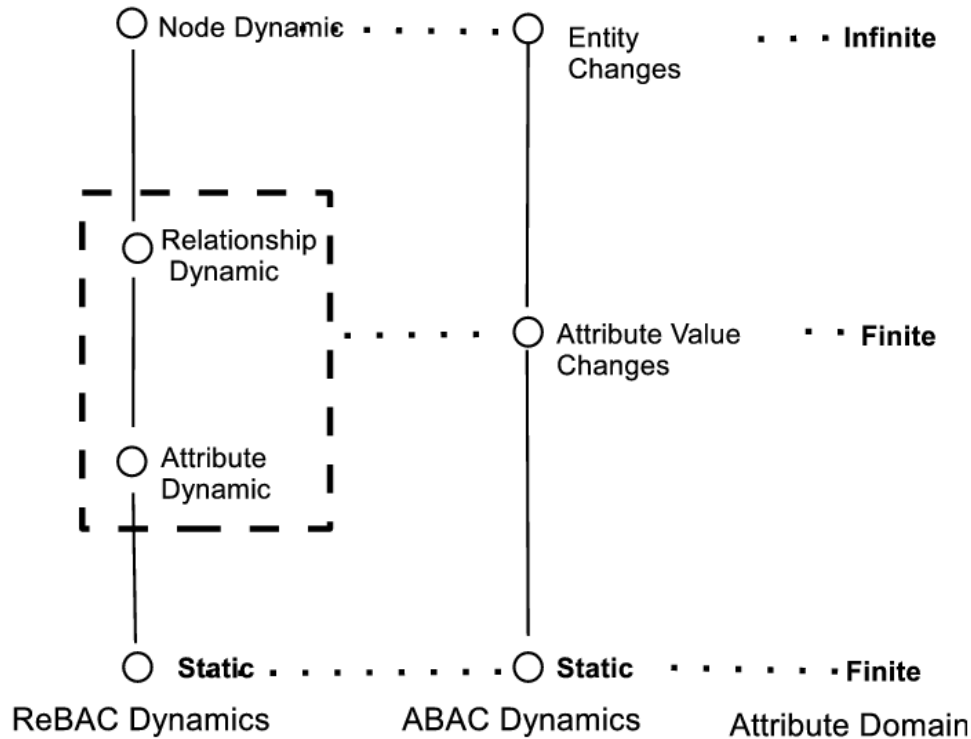 Node Dynamic
Entity
Changes
Infinite
Relationship
Dynamic
Attribute Value
Changes
Finite
Attribute
Dynamic
Static
Static
Finite
ReBAC Dynamics
ABAC Dynamics
Attribute Domain